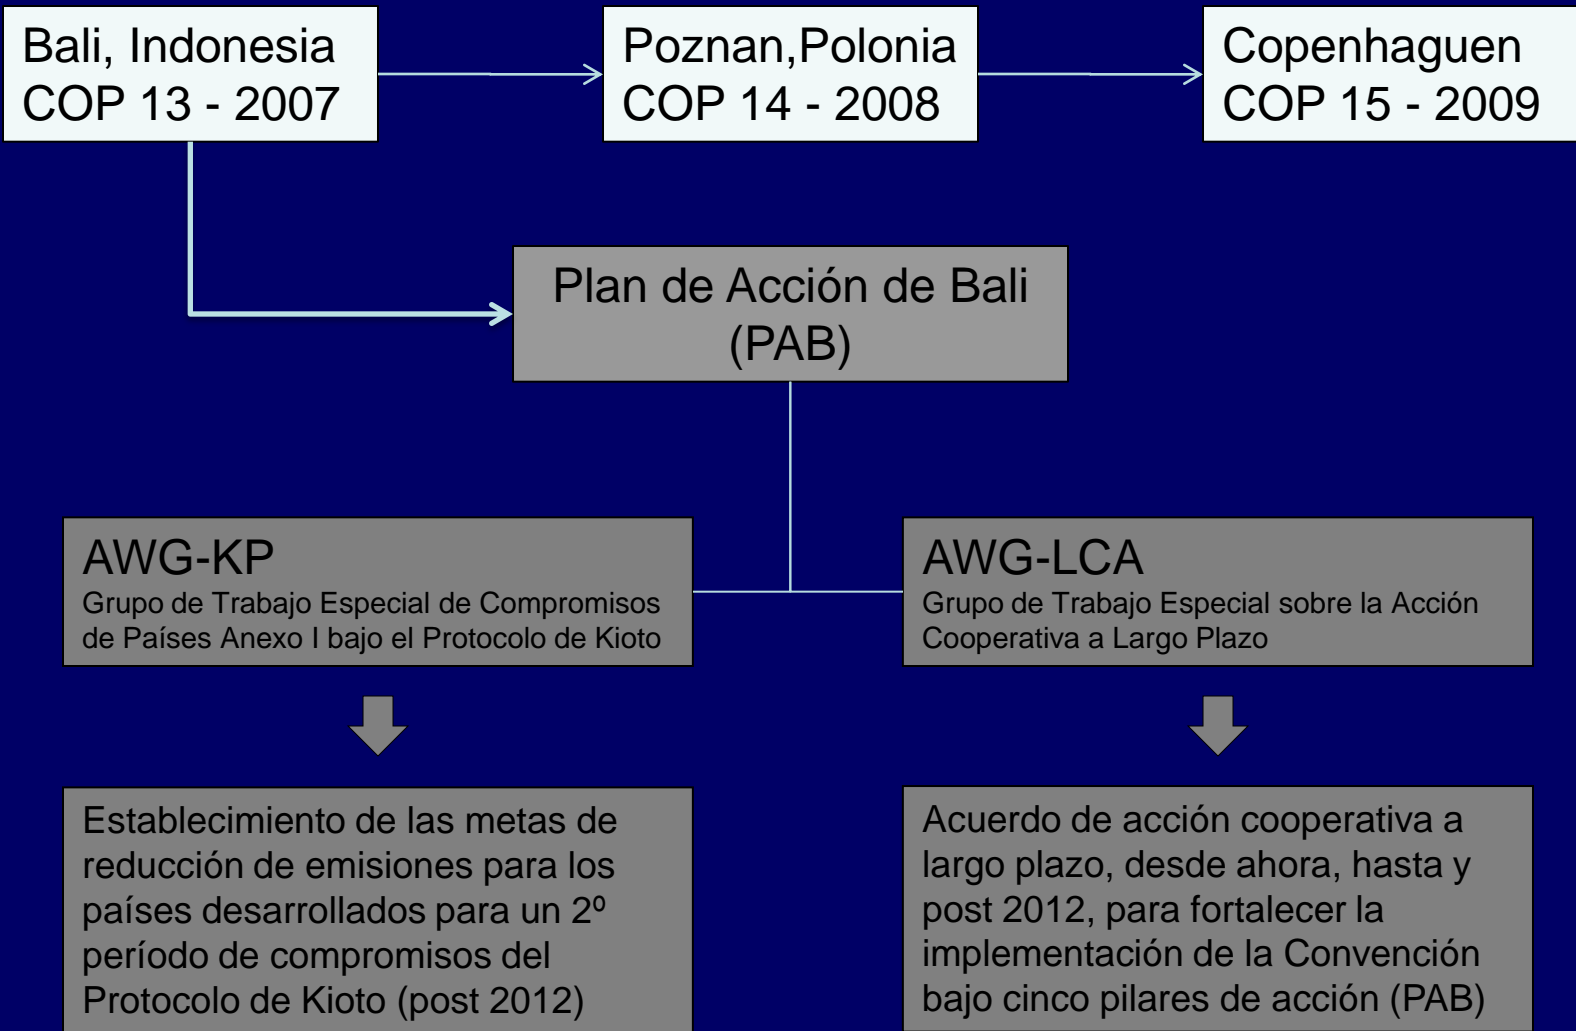 Bali, Indonesia
COP 13 - 2007
Poznan,Polonia
COP 14 - 2008
Copenhaguen
COP 15 - 2009
Plan de Acción de Bali
(PAB)
AWG-KP
Grupo de Trabajo Especial de Compromisos
de Países Anexo I bajo el Protocolo de Kioto
AWG-LCA
Grupo de Trabajo Especial sobre la Acción
Cooperativa a Largo Plazo
Establecimiento de las metas de
reducción de emisiones para los
países desarrollados para un 2º
período de compromisos del
Protocolo de Kioto (post 2012)
Acuerdo de acción cooperativa a
largo plazo, desde ahora, hasta y
post 2012, para fortalecer la
implementación de la Convención
bajo cinco pilares de acción (PAB)